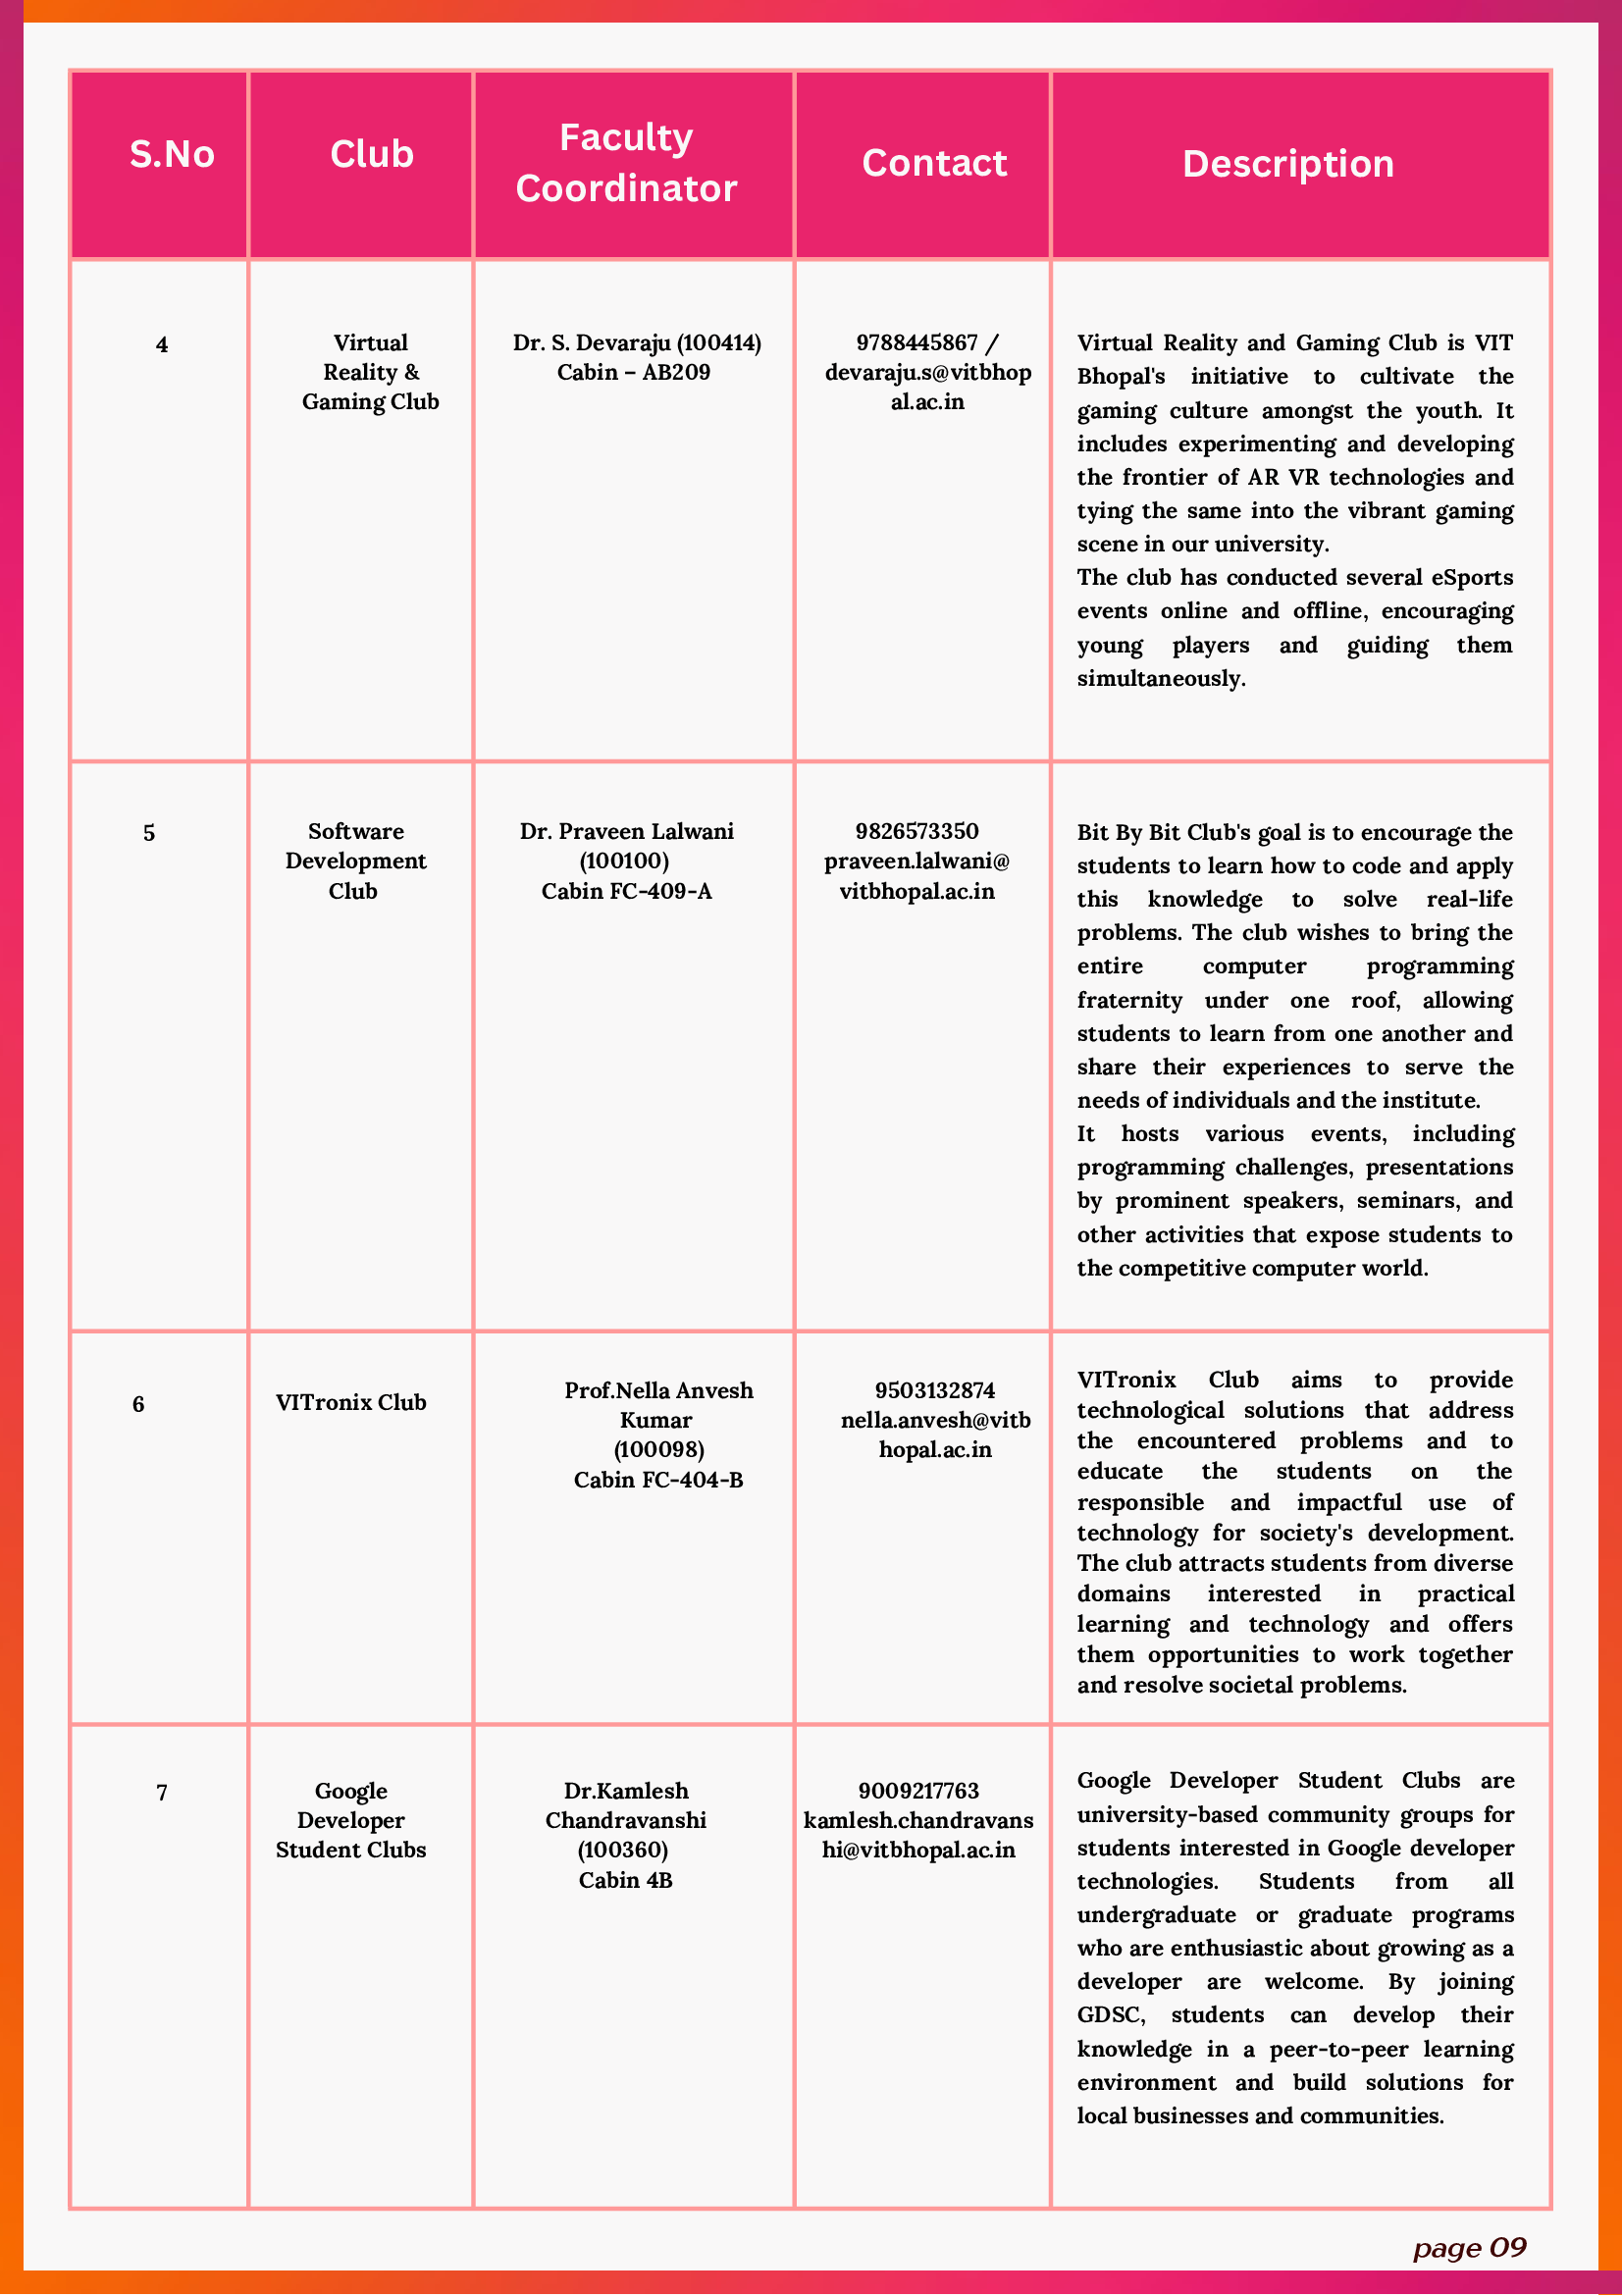 S.No
Club
Faculty
Coordinator
Contact
Description
4
Virtual
Reality &
Gaming Club
Dr. S. Devaraju (100414)
Cabin – AB209
9788445867 /
devaraju.s@vitbhop
al.ac.in
Virtual Reality and Gaming Club is VIT
Bhopal's initiative to cultivate the
gaming culture amongst the youth. It
includes experimenting and developing
the frontier of AR VR technologies and
tying the same into the vibrant gaming
scene in our university.
The club has conducted several eSports
events online and offline, encouraging
young players and guiding them
simultaneously.
5
Software
Development
Club
Dr. Praveen Lalwani
(100100)
Cabin FC-409-A
9826573350
praveen.lalwani@
vitbhopal.ac.in
Bit By Bit Club's goal is to encourage the
students to learn how to code and apply
this knowledge to solve real-life
problems. The club wishes to bring the
entire computer programming
fraternity under one roof, allowing
students to learn from one another and
share their experiences to serve the
needs of individuals and the institute.
It hosts various events, including
programming challenges, presentations
by prominent speakers, seminars, and
other activities that expose students to
the competitive computer world.
6
VITronix Club
Prof.Nella Anvesh
Kumar
(100098)
Cabin FC-404-B
9503132874
nella.anvesh@vitb
hopal.ac.in
VITronix Club aims to provide
technological solutions that address
the encountered problems and to
educate the students on the
responsible and impactful use of
technology for society's development.
The club attracts students from diverse
domains interested in practical
learning and technology and offers
them opportunities to work together
and resolve societal problems.
7
Google
Developer
Student Clubs
Dr.Kamlesh
Chandravanshi
(100360)
Cabin 4B
9009217763
kamlesh.chandravans
hi@vitbhopal.ac.in
Google Developer Student Clubs are
university-based community groups for
students interested in Google developer
technologies. Students from all
undergraduate or graduate programs
who are enthusiastic about growing as a
developer are welcome. By joining
GDSC, students can develop their
knowledge in a peer-to-peer learning
environment and build solutions for
local businesses and communities.
page 09